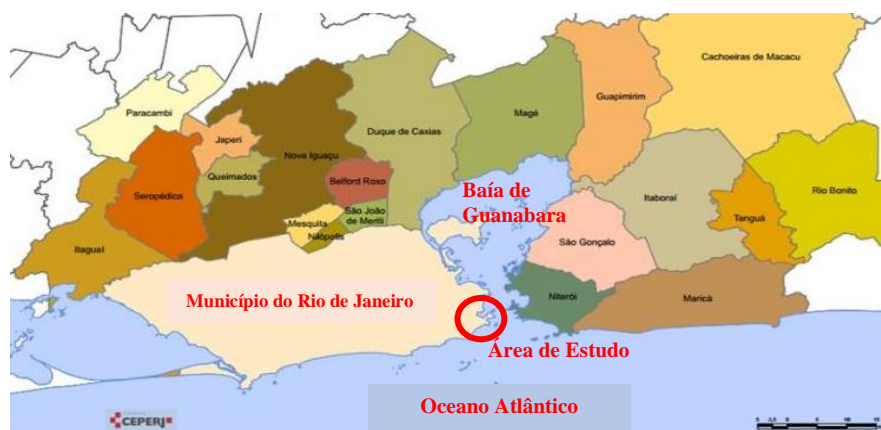 Cachoeiras de Macacu
Guapimirim
Paracambi
Magé
Japeri
Duque de Caxias
Nova Iguaçu
Queimados
Belford Roxo
Seropédica
Baía de
Guanabara
Itaboraí
Rio Bonito
São João
de Meriti
Mesquita
Nilópolis
Tanguá
São Gonçalo
Itaguaí
Município do Rio de Janeiro
Niterói
Maricá
Área de Estudo
Oceano Atlântico
CEPERJ